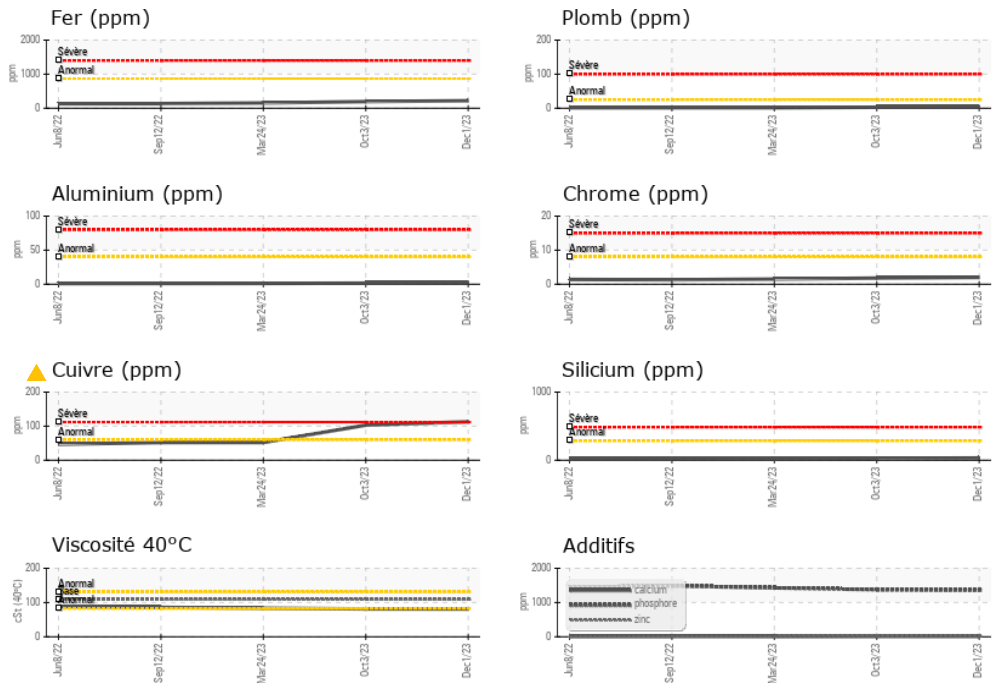 Fer (ppm)
2000
1000
0
ppm
Sévère
Anormal
Jun8/22
Sep12/22
Mar24/23
Oct3/23
Dec1/23
Plomb (ppm)
200
100
0
ppm
Sévère
Anormal
Jun8/22
Sep12/22
Mar24/23
Oct3/23
Dec1/23
Aluminium (ppm)
100
50
0
ppm
Sévère
Anormal
Jun8/22
Sep12/22
Mar24/23
Oct3/23
Dec1/23
Chrome (ppm)
20
10
0
ppm
Sévère
Anormal
Jun8/22
Sep12/22
Mar24/23
Oct3/23
Dec1/23
Cuivre (ppm)
200
100
0
ppm
Sévère
Anormal
Jun8/22
Sep12/22
Mar24/23
Oct3/23
Dec1/23
Silicium (ppm)
1000
0
ppm
Sévère
Anormal
Jun8/22
Sep12/22
Mar24/23
Oct3/23
Dec1/23
Viscosité 40°C
200
100
0
cSt (40°C)
Anormal
Base
Anormal
Jun8/22
Sep12/22
Mar24/23
Oct3/23
Dec1/23
Additifs
2000
1000
0
ppm
calcium
phosphore
zinc
Jun8/22
Sep12/22
Mar24/23
Oct3/23
Dec1/23